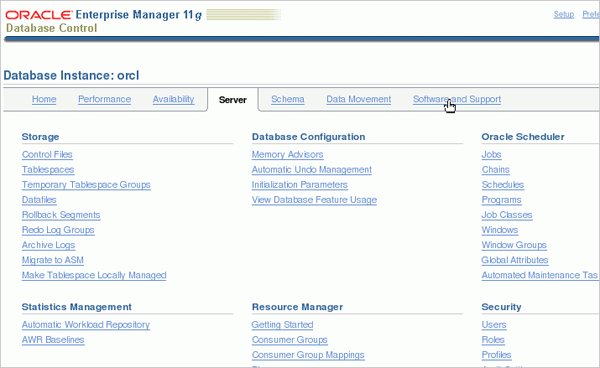 ORACLE Enterprise Manager 11g
Database Control
Setup Prefe
Database Instance: orcl
Home Performance Availability Server Schema Data Movement Software and Support
Storage
Control Files
Tablespaces
Temporary Tablespace Groups
Datafiles
Rollback Segments
Redo Log Groups
Archive Logs
Migrate to ASM
Make Tablespace Locally Managed
Database Configuration
Memory Advisors
Automatic Undo Management
Initialization Parameters
View Database Feature Usage
Oracle Scheduler
Jobs
Chains
Schedules
Programs
Job Classes
Windows
Window Groups
Global Attributes
Automated Maintenance Tas
Statistics Management
Automatic Workload Repository
AWR Baselines
Resource Manager
Getting Started
Consumer Groups
Consumer Group Mappings
Security
Users
Roles
Profiles